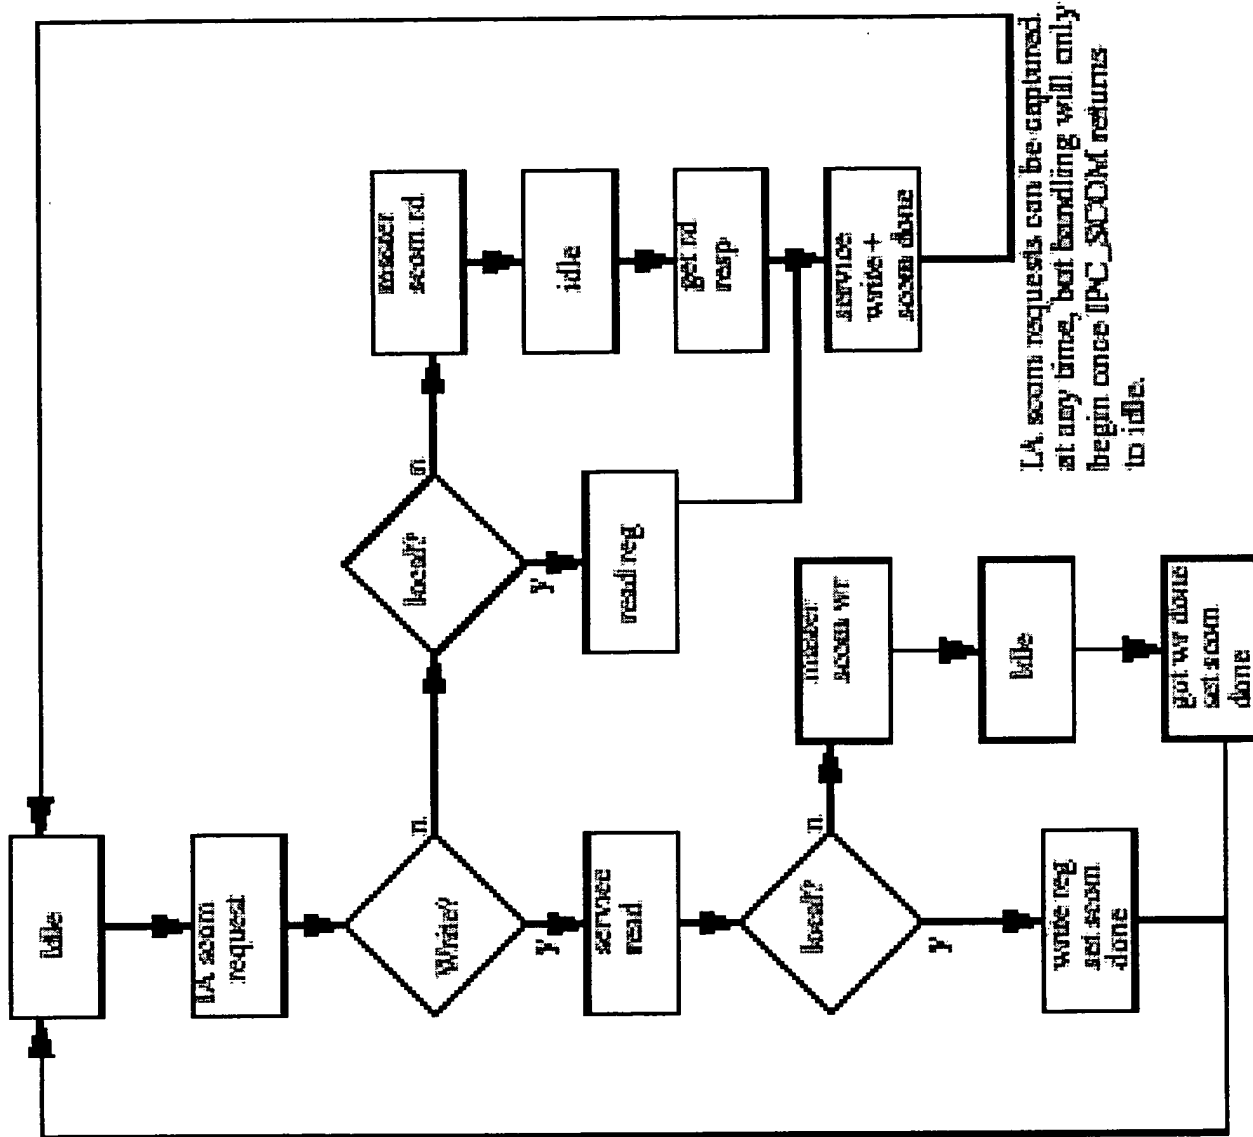 Idle
IA scom
request
Write?
n
y
local?
n
y
master
scom rd
idle
get rd
resp
service
write +
scom done
read reg
service
read
local?
n
y
master
scom wr
Idle
got wr done
set scom
done
write reg
set scom
done
IA scom requests can be captured
at any time, but handling will only
begin once IPC_SCOM returns
to idle.